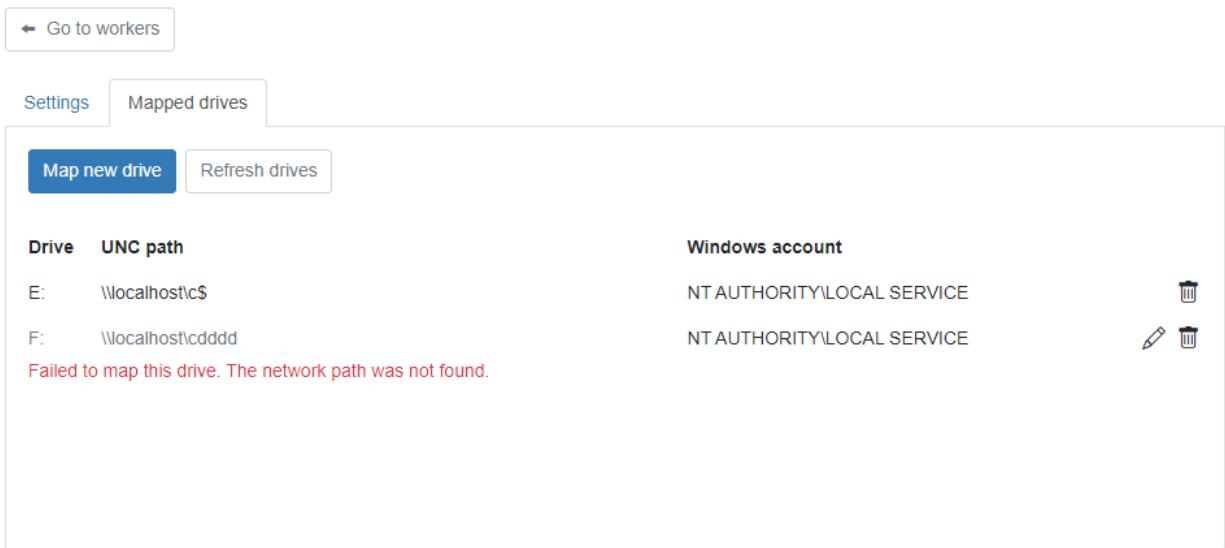 Go to workers
Settings Mapped drives
Map new drive Refresh drives
Drive UNC path Windows account
E: \\localhost\c$ NT AUTHORITY\LOCAL SERVICE
F: \\localhost\cdddd NT AUTHORITY\LOCAL SERVICE
Failed to map this drive. The network path was not found.